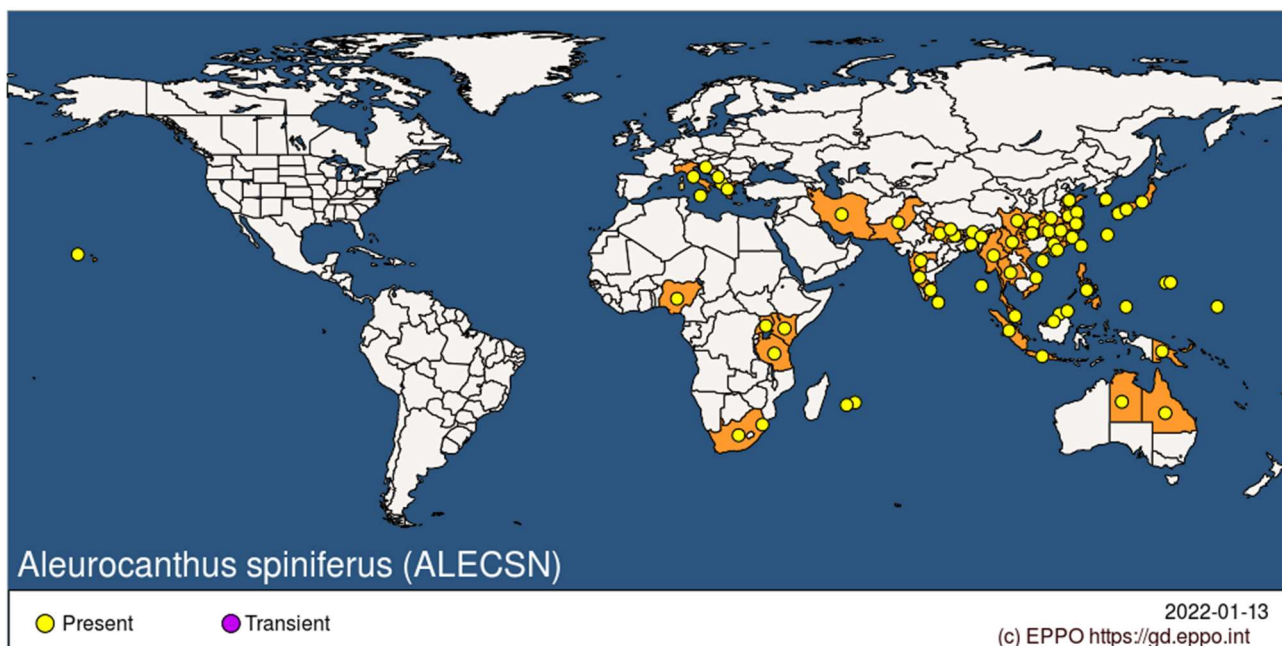 Aleurocanthus spiniferus (ALECSN)
Present
Transient
2022-01-13
(c) EPPO https://gd.eppo.int